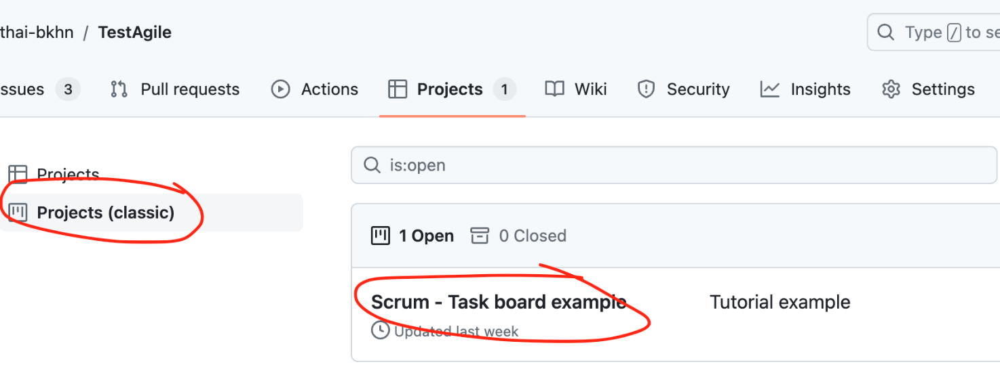 thai-bkhn / TestAgile
Type / to se
ssues 3 Pull requests Actions Projects 1 Wiki Security Insights Settings
Projects
is:open
Projects (classic)
1 Open 0 Closed
Scrum - Task board example Tutorial example
Updated last week